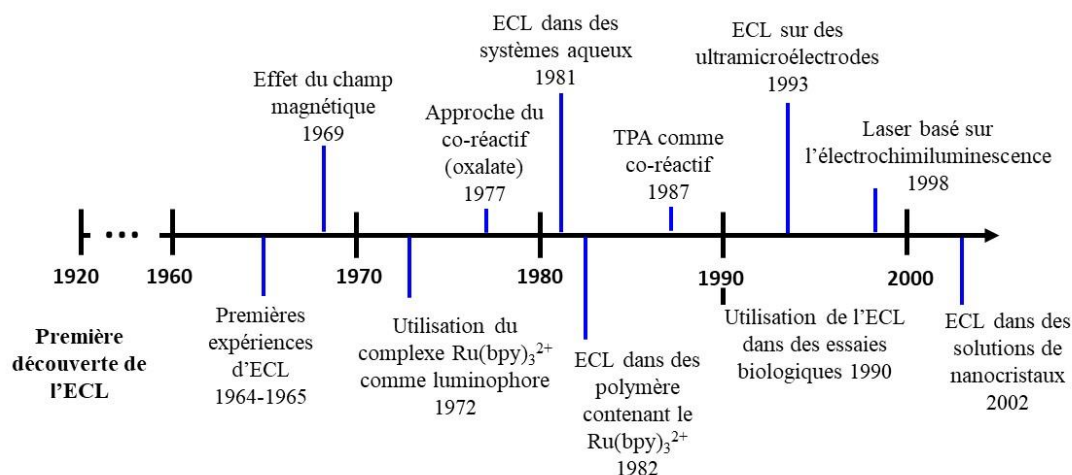 ECL dans des
systèmes aqueux
1981
ECL sur des
ultramicroélectrodes
1993
Effet du champ
magnétique
1969
Approche du
co-réactif
(oxalate)
1977
TPA comme
co-réactif
1987
Laser basé sur
l'électrochimiluminescence
1998
1920
...
1960
1970
1980
1990
2000
Première
découverte de
l'ECL
Premières
expériences
d'ECL
1964-1965
Utilisation du
complexe Ru(bpy)₃²⁺
comme luminophore
1972
ECL dans des
polymère
contenant le
Ru(bpy)₃²⁺
1982
Utilisation de l'ECL
dans des essaies
biologiques 1990
ECL dans des
solutions de
nanocristaux
2002